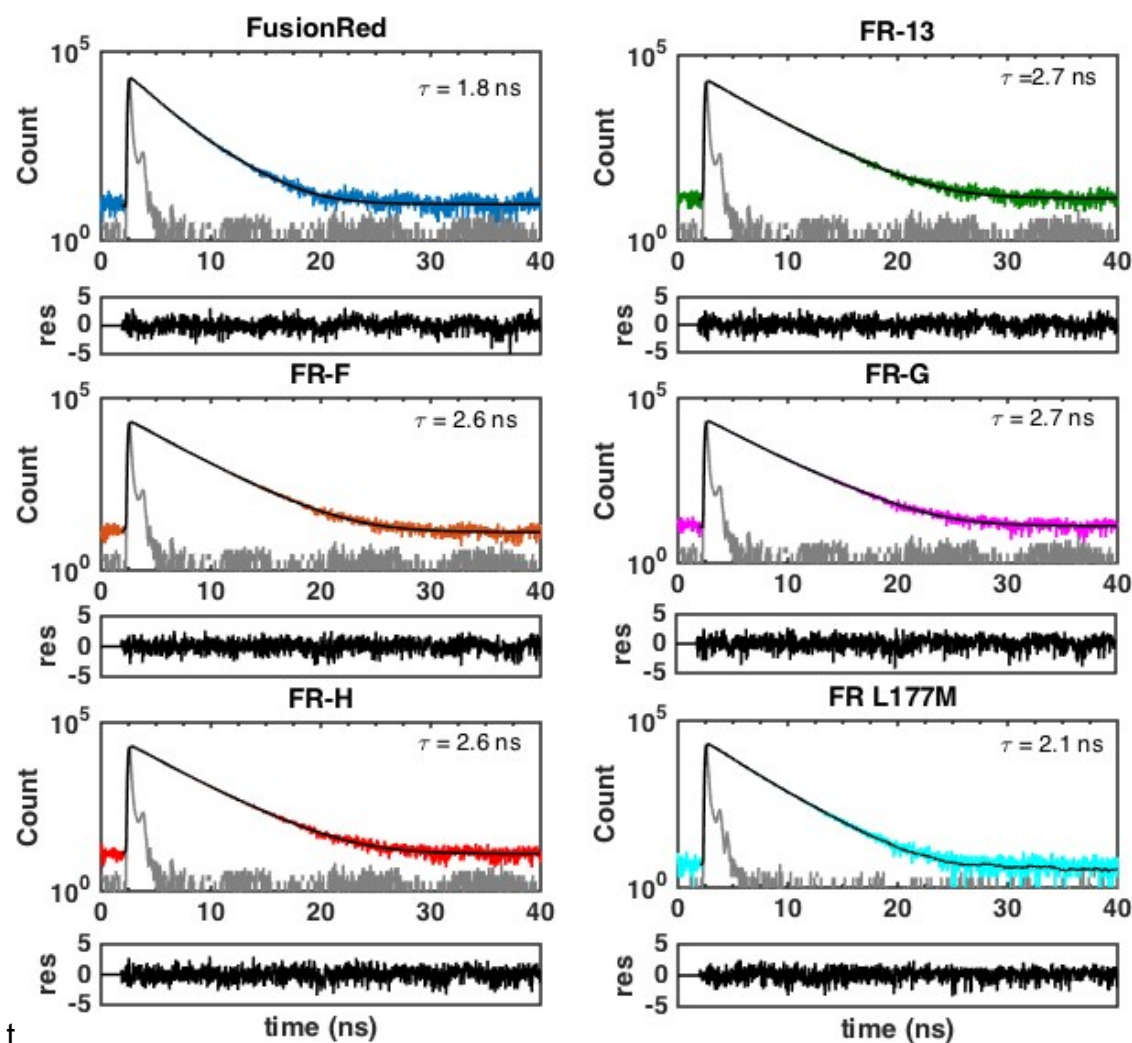 FusionRed
10^5
τ = 1.8 ns
Count
10^0
0 10 20 30 40
5
0
-5
res
FR-13
10^5
τ =2.7 ns
Count
10^0
0 10 20 30 40
5
0
-5
res
FR-F
10^5
τ = 2.6 ns
Count
10^0
0 10 20 30 40
5
0
-5
res
FR-G
10^5
τ = 2.7 ns
Count
10^0
0 10 20 30 40
5
0
-5
res
FR-H
10^5
τ = 2.6 ns
Count
10^0
0 10 20 30 40
5
0
-5
res
time (ns)
FR L177M
10^5
τ = 2.1 ns
Count
10^0
0 10 20 30 40
5
0
-5
res
time (ns)
t